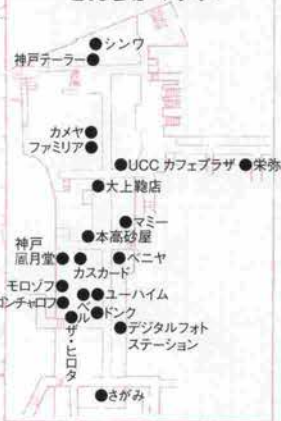 シンワ
神戸テーラー
カメヤ
ファミリア
UCC カフェプラザ
栄弥
大上鞄店
マミー
本高砂屋
神戸
凮月堂
カスカード
ベニヤ
モロゾフ
ゴンチャロフ
ベル
ユーハイム
ドンク
ザ・ヒロタ
デジタルフォト
ステーション
さがみ